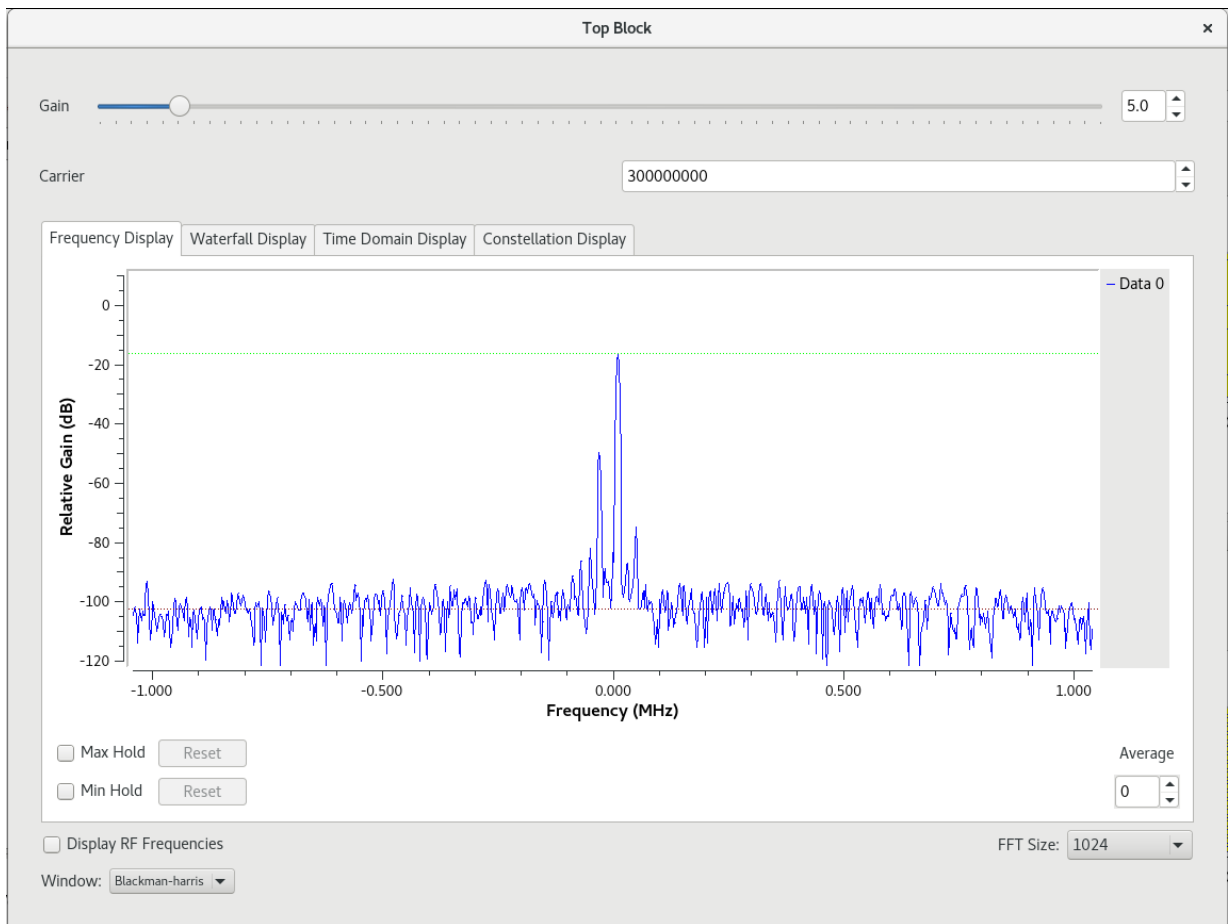 Top Block ×
Gain 5.0
Carrier 300000000
Frequency Display Waterfall Display Time Domain Display Constellation Display
Data 0
0
-20
-40
-60
-80
-100
-120
Relative Gain (dB)
-1.000 -0.500 0.000 0.500 1.000
Frequency (MHz)
Max Hold Reset Average
Min Hold Reset 0
Display RF Frequencies FFT Size: 1024
Window: Blackman-harris